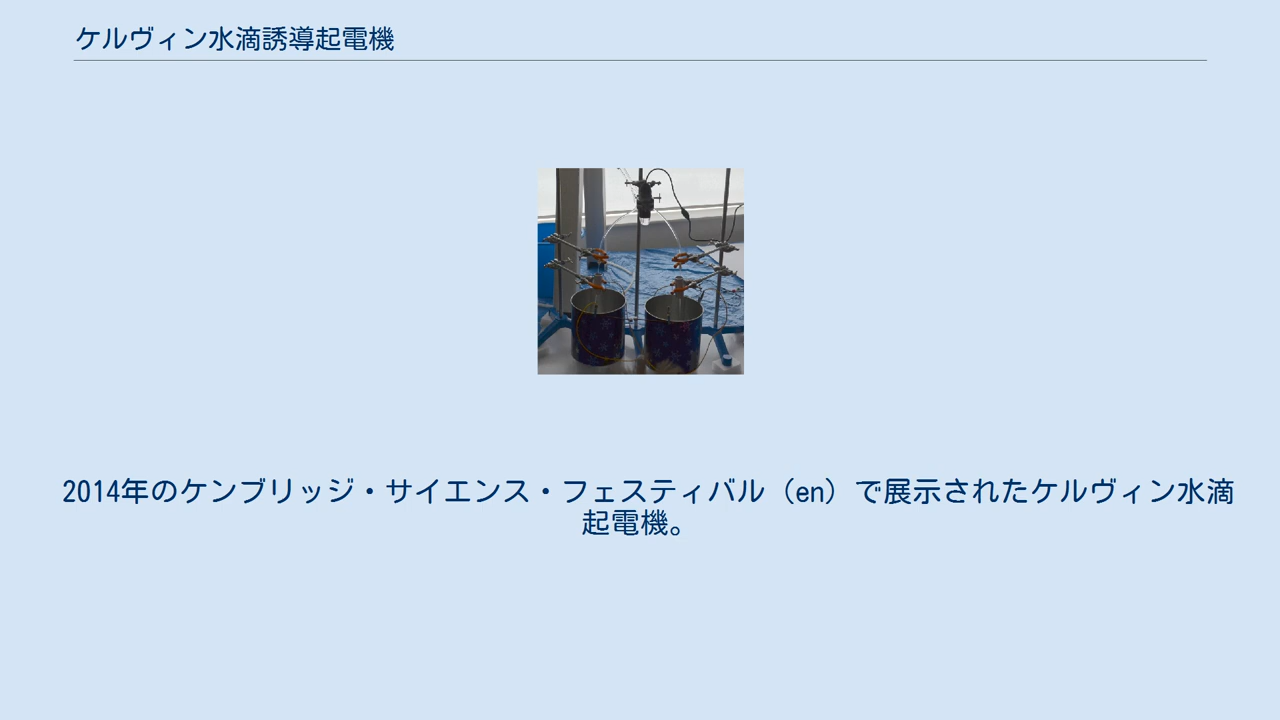 ケルヴィン水滴誘導起電機
2014年のケンブリッジ・サイエンス・フェスティバル（en）で展示されたケルヴィン水滴
起電機。